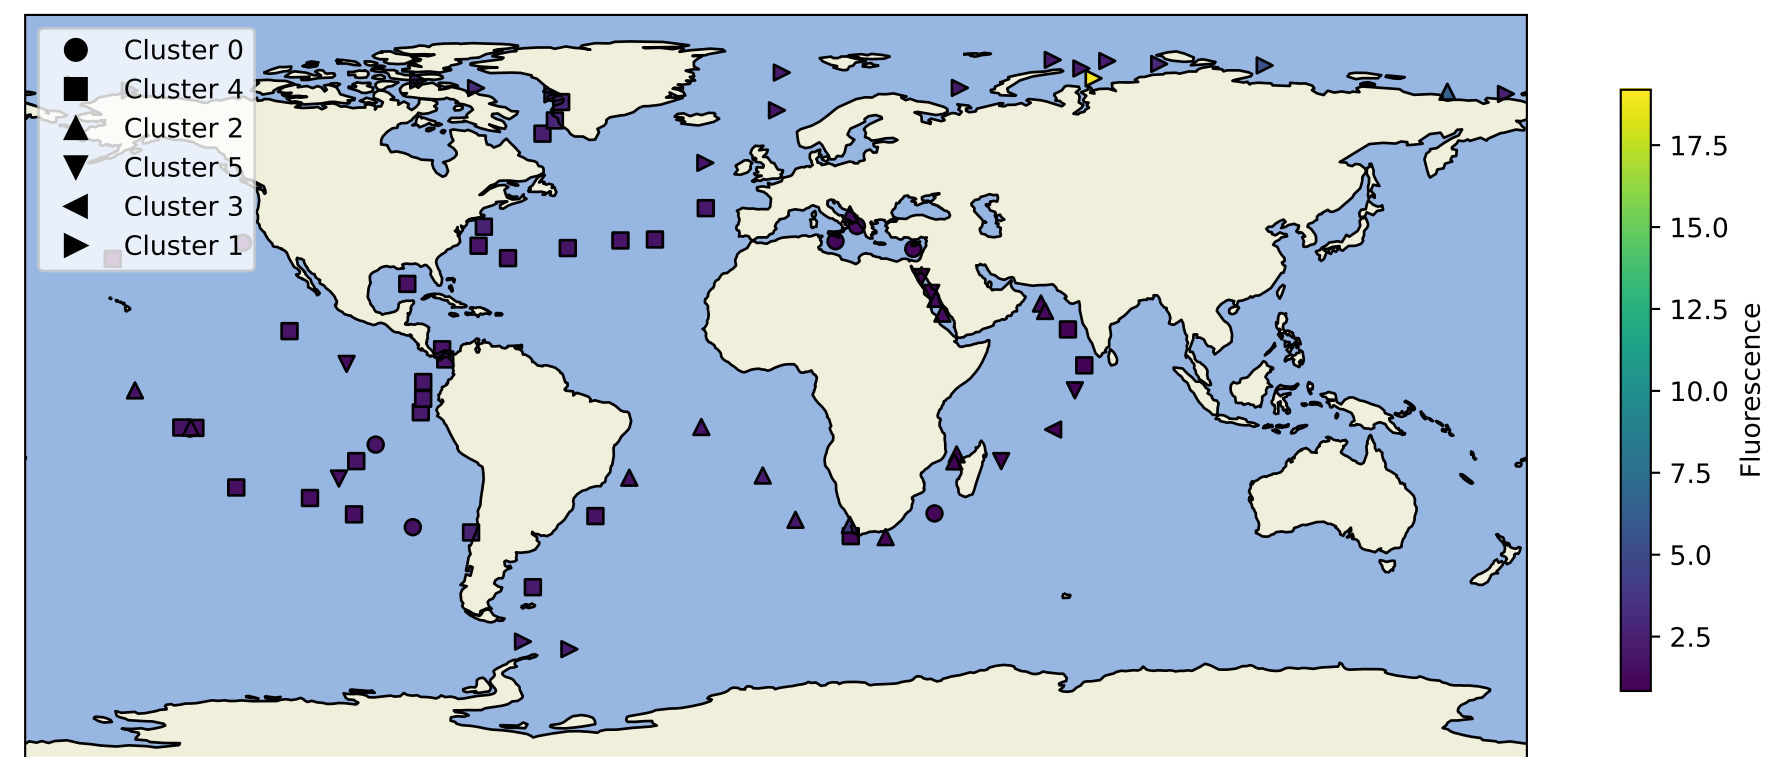 Cluster 0
Cluster 4
Cluster 2
Cluster 5
Cluster 3
Cluster 1
17.5
15.0
12.5
10.0
7.5
5.0
2.5
Fluorescence